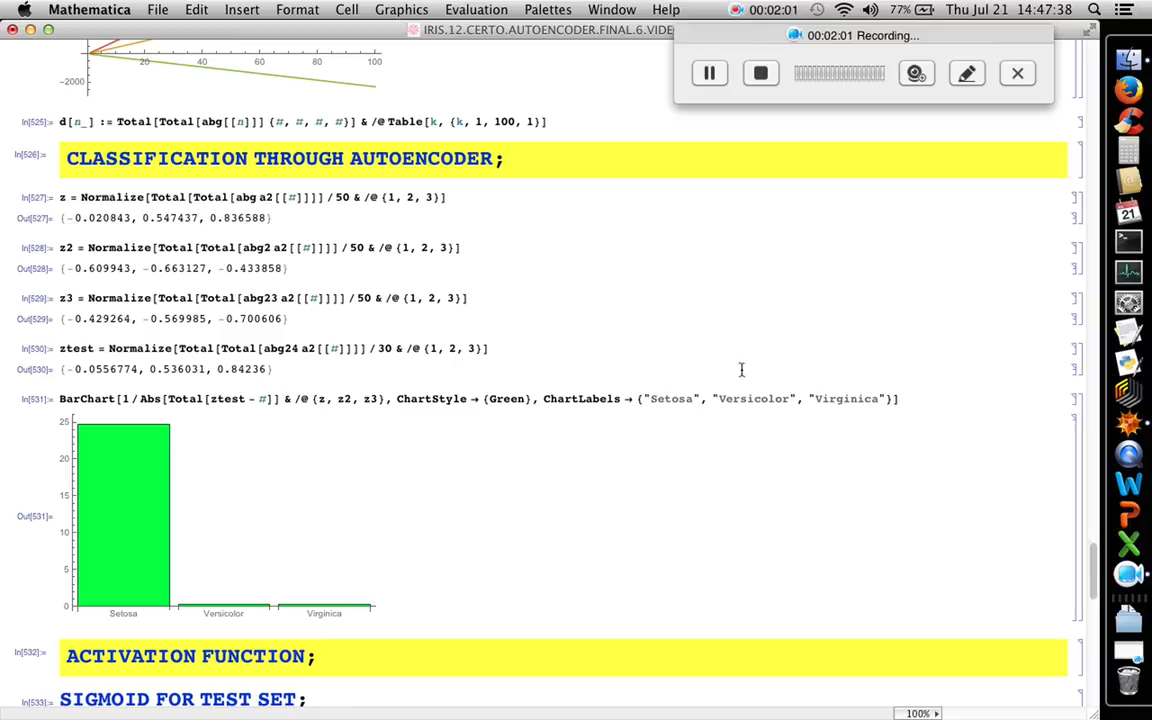 Mathematica File Edit Insert Format Cell Graphics Evaluation Palettes Window Help 00:02:01 77% Thu Jul 21 14:47:38
IRIS.12.CERTO.AUTOENCODER.FINAL.6.VIDE
00:02:01 Recording...
-2000
20 40 60 80 100
In[525]:= d[n_] := Total[Total[abg[[n]]] {#, #, #, #}] & /@ Table[k, {k, 1, 100, 1}]
In[526]:= CLASSIFICATION THROUGH AUTOENCODER;
In[527]:= z = Normalize[Total[Total[abg a2[[#]]]] / 50 & /@ {1, 2, 3}]
Out[527]= {-0.020843, 0.547437, 0.836588}
In[528]:= z2 = Normalize[Total[Total[abg2 a2[[#]]]] / 50 & /@ {1, 2, 3}]
Out[528]= {-0.609943, -0.663127, -0.433858}
In[529]:= z3 = Normalize[Total[Total[abg23 a2[[#]]]] / 50 & /@ {1, 2, 3}]
Out[529]= {-0.429264, -0.569985, -0.700606}
In[530]:= ztest = Normalize[Total[Total[abg24 a2[[#]]]] / 30 & /@ {1, 2, 3}]
Out[530]= {-0.0556774, 0.536031, 0.84236}
In[531]:= BarChart[1 / Abs[Total[ztest - #]] & /@ {z, z2, z3}, ChartStyle → {Green}, ChartLabels → {"Setosa", "Versicolor", "Virginica"}]
25
20
15
Out[531]=
10
5
0
Setosa Versicolor Virginica
In[532]:= ACTIVATION FUNCTION;
In[533]:= SIGMOID FOR TEST SET;
100%
21